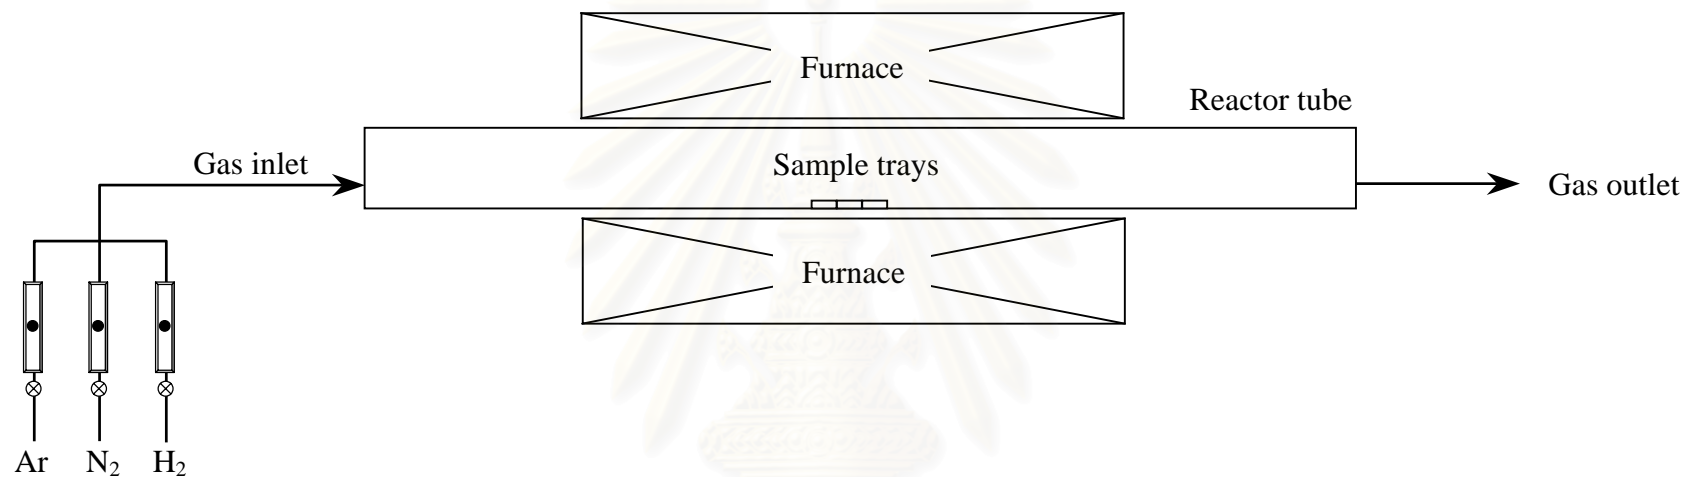 Furnace
Reactor tube
Gas inlet
Sample trays
Gas outlet
Furnace
Ar
N₂
H₂